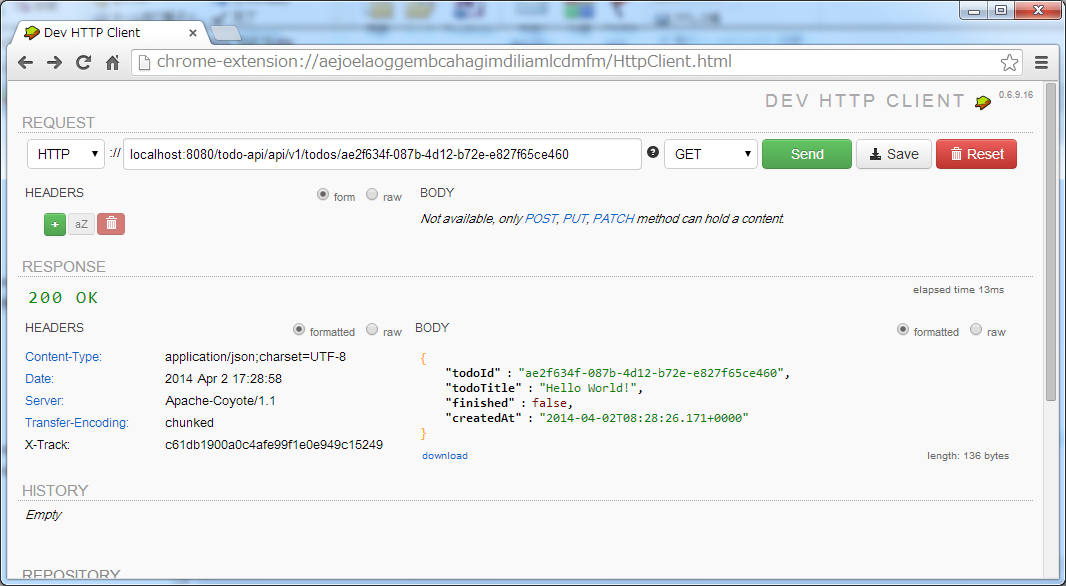 Dev HTTP Client
chrome-extension://aejoelaoggembcahagimdiliamlcdmfm/HttpClient.html
DEV HTTP CLIENT 0.6.9.16
REQUEST
HTTP :// localhost:8080/todo-api/api/v1/todos/ae2f634f-087b-4d12-b72e-e827f65ce460 GET Send Save Reset
HEADERS form raw BODY
+ aZ Not available, only POST, PUT, PATCH method can hold a content.
RESPONSE
200 OK elapsed time 13ms
HEADERS formatted raw BODY formatted raw
Content-Type: application/json;charset=UTF-8
Date: 2014 Apr 2 17:28:58
Server: Apache-Coyote/1.1
Transfer-Encoding: chunked
X-Track: c61db1900a0c4afe99f1e0e949c15249
{
"todoId" : "ae2f634f-087b-4d12-b72e-e827f65ce460",
"todoTitle" : "Hello World!",
"finished" : false,
"createdAt" : "2014-04-02T08:28:26.171+0000"
}
download length: 136 bytes
HISTORY
Empty
REPOSITORY